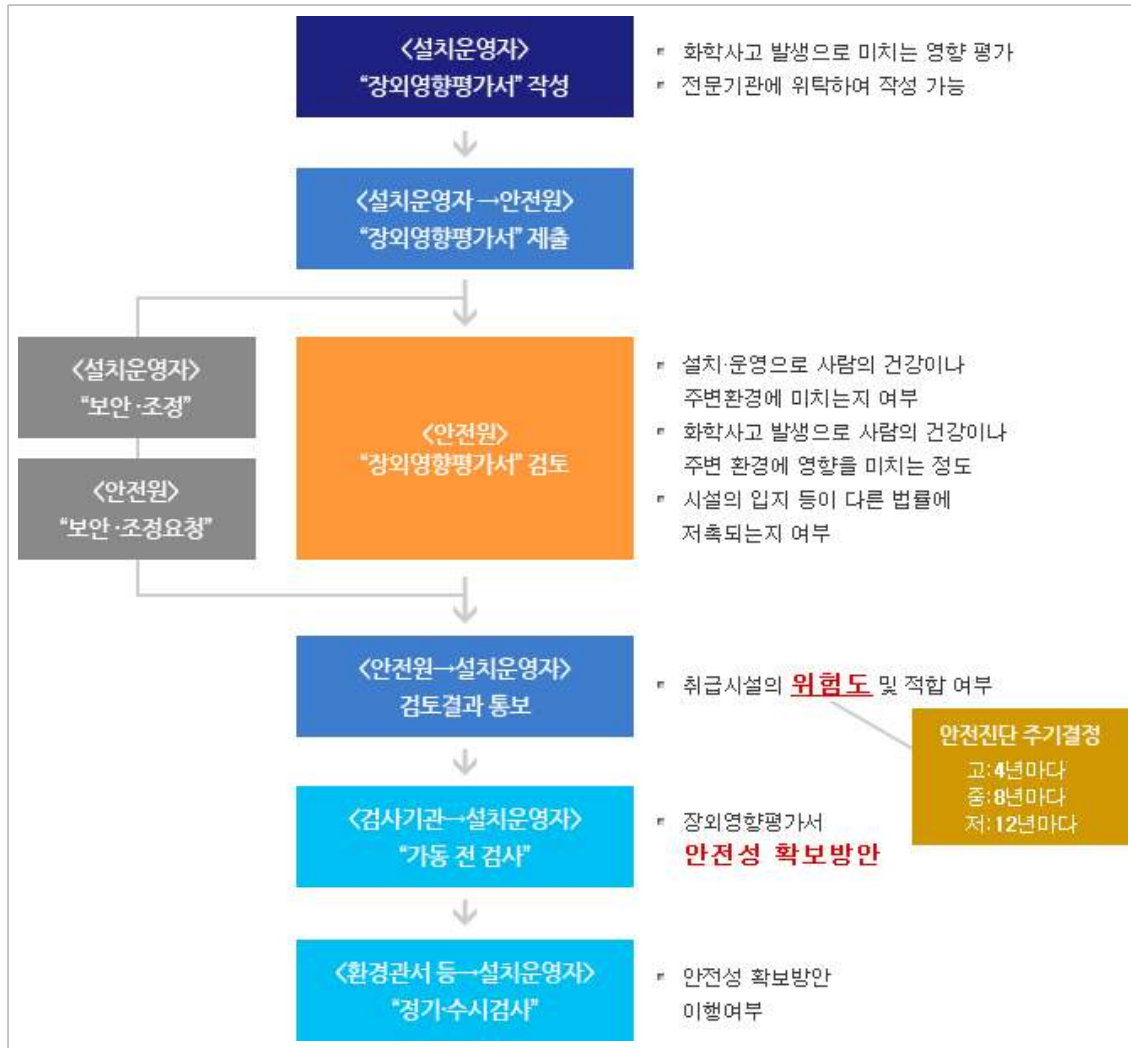 <설치운영자>
“장외영향평가서” 작성
화학사고 발생으로 미치는 영향 평가
전문기관에 위탁하여 작성 가능
<설치운영자→안전원>
“장외영향평가서” 제출
<설치운영자>
“보안·조정”
<안전원>
“보안·조정요청”
<안전원>
“장외영향평가서” 검토
설치·운영으로 사람의 건강이나
주변환경에 미치는지 여부
화학사고 발생으로 사람의 건강이나
주변 환경에 영향을 미치는 정도
시설의 입지 등이 다른 법률에
저촉되는지 여부
<안전원→설치운영자>
검토결과 통보
취급시설의 위험도 및 적합 여부
안전진단 주기결정
고:4년마다
중:8년마다
저:12년마다
<검사기관→설치운영자>
“가동 전 검사”
장외영향평가서
안전성 확보방안
<환경관서 등→설치운영자>
“정기·수시검사”
안전성 확보방안
이행여부